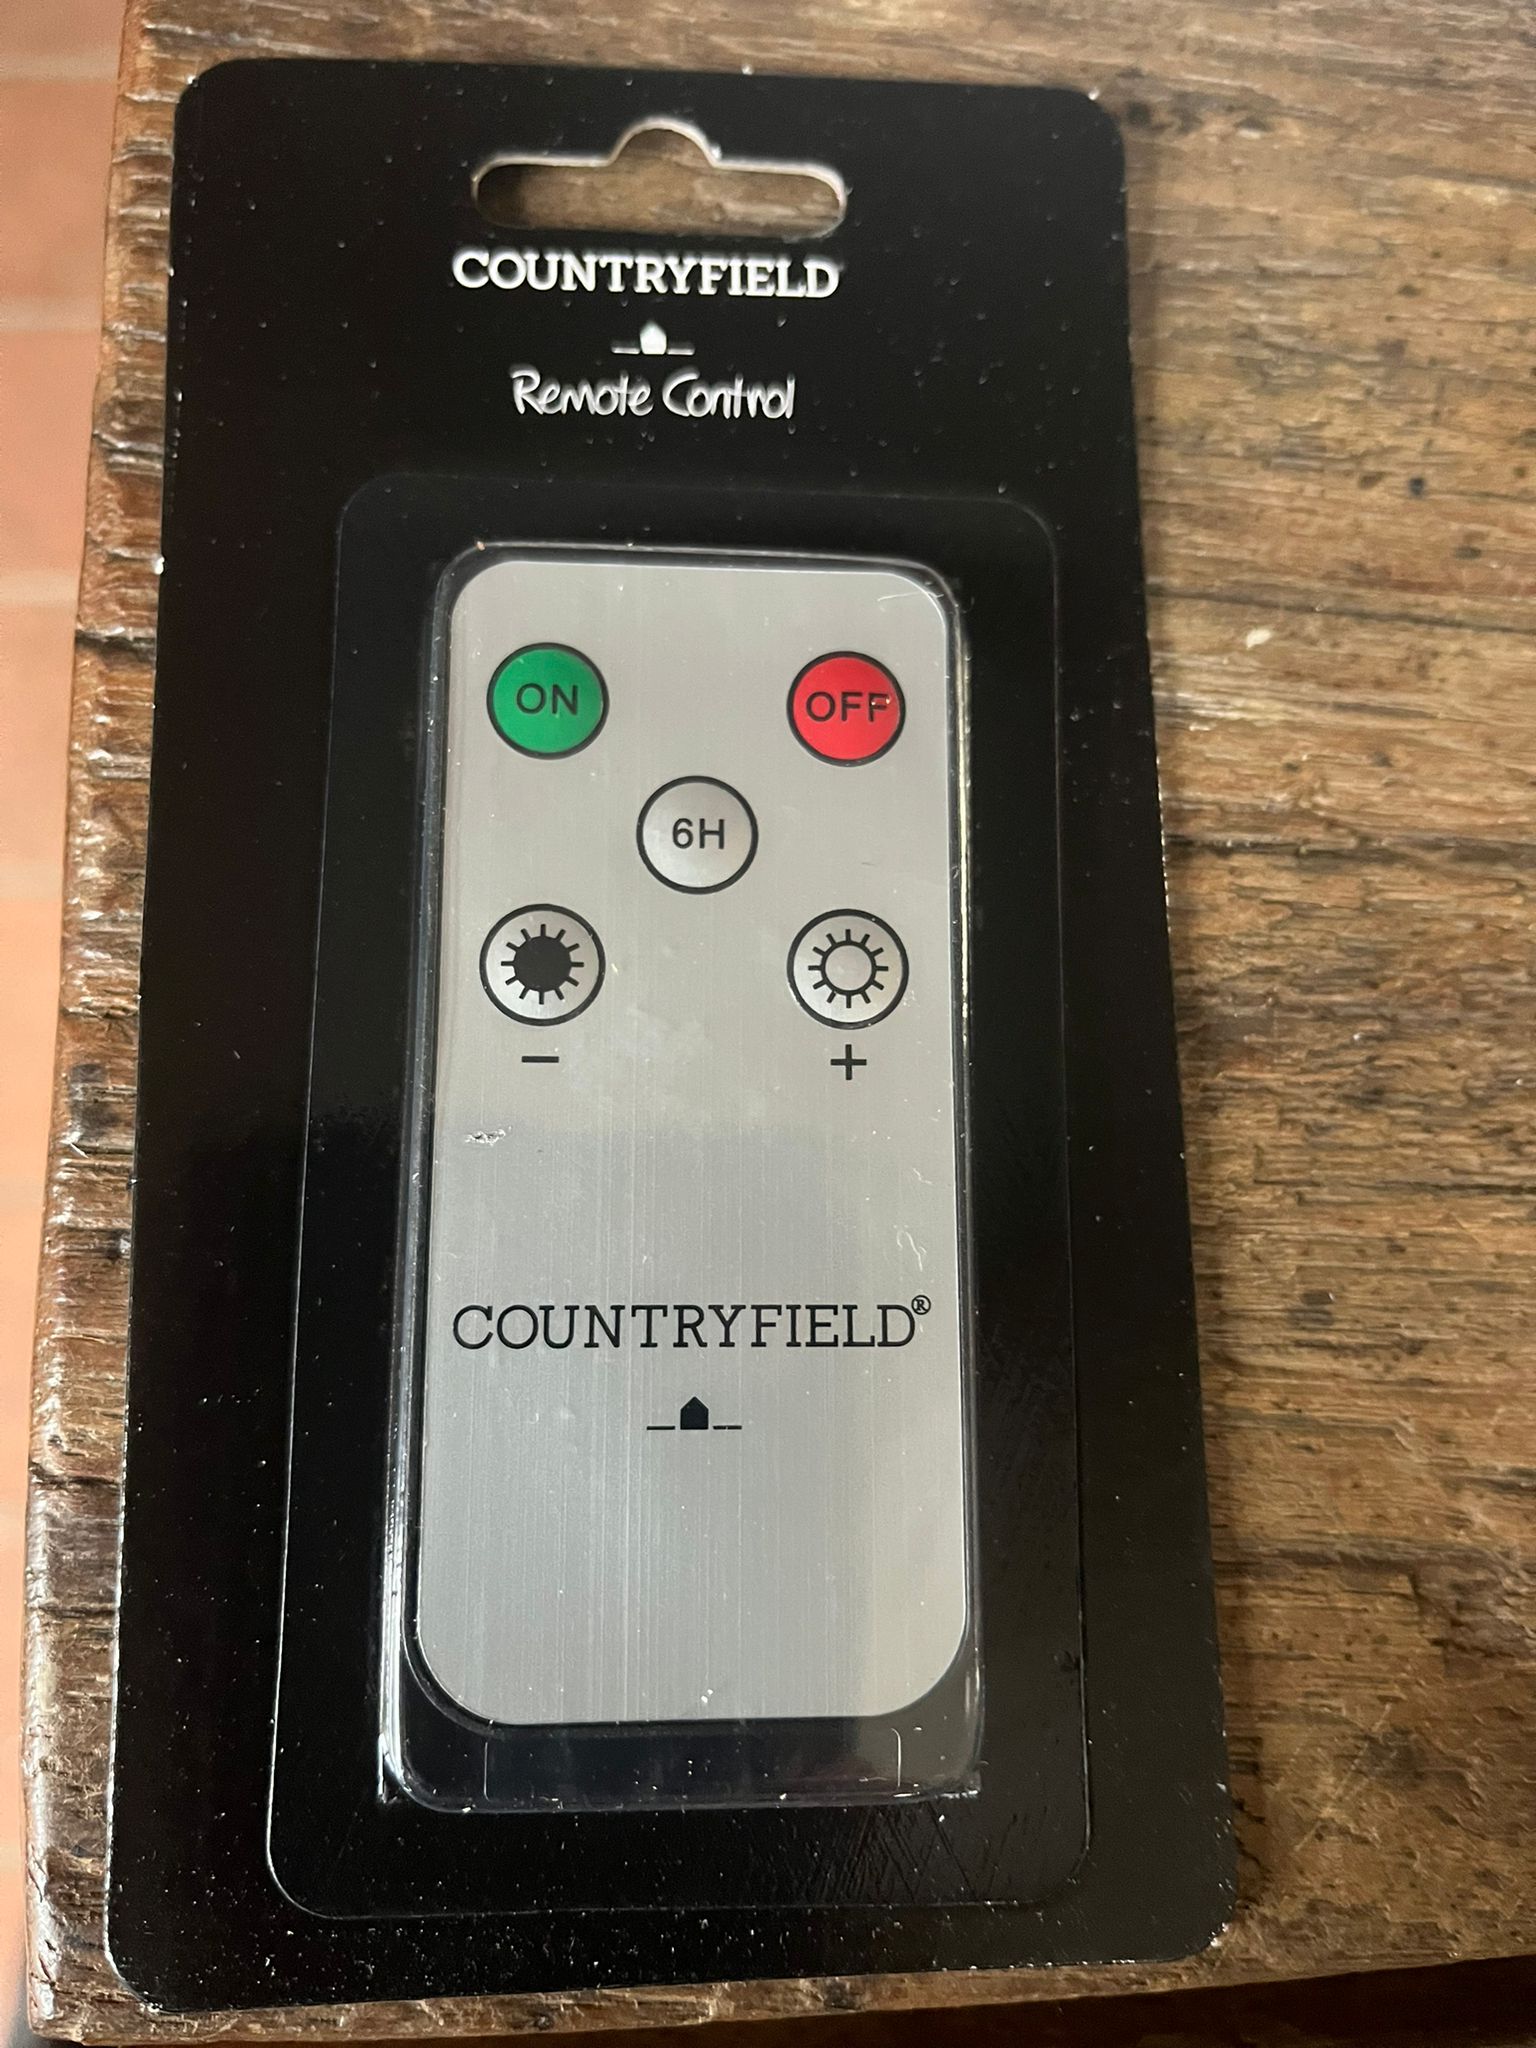 COUNTRYFIELD
Remote Control
ON OFF
6H
− +
COUNTRYFIELD®